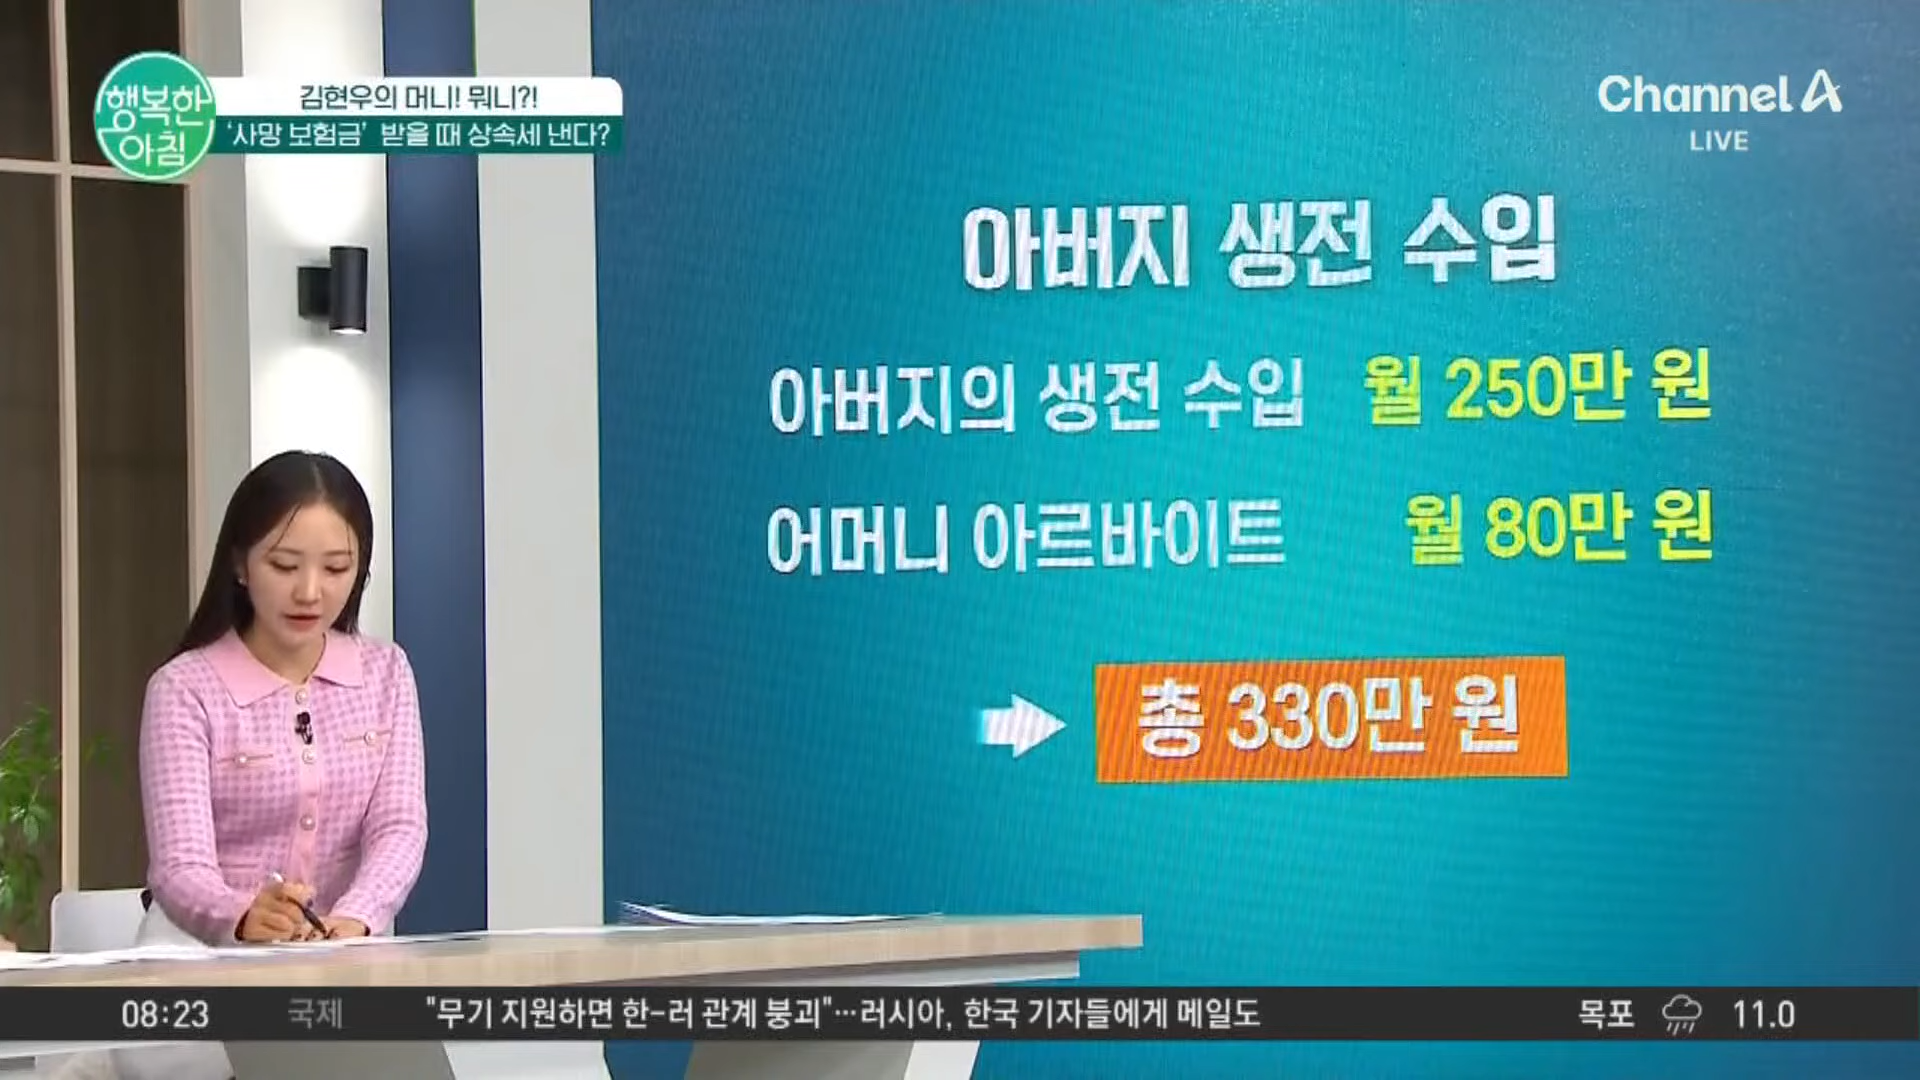 행복한
아침
김현우의 머니! 뭐니?!
'사망 보험금' 받을 때 상속세 낸다?
Channel A
LIVE
아버지 생전 수입
아버지의 생전 수입 월 250만 원
어머니 아르바이트 월 80만 원
총 330만 원
08:23 국제 "무기 지원하면 한-러 관계 붕괴"…러시아, 한국 기자들에게 메일도 목포 11.0